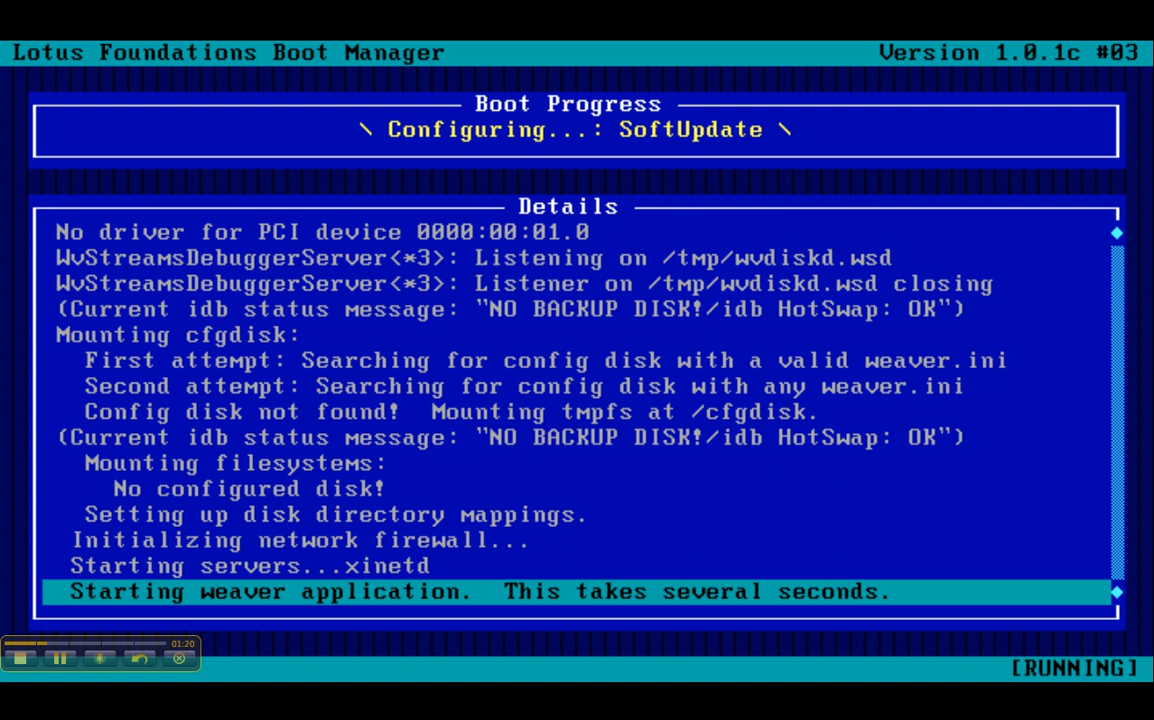 Lotus Foundations Boot Manager Version 1.0.1c #03
Boot Progress
\ Configuring...: SoftUpdate \
Details
No driver for PCI device 0000:00:01.0
WvStreamsDebuggerServer<*3>: Listening on /tmp/wvdiskd.wsd
WvStreamsDebuggerServer<*3>: Listener on /tmp/wvdiskd.wsd closing
(Current idb status message: "NO BACKUP DISK!/idb HotSwap: OK")
Mounting cfgdisk:
First attempt: Searching for config disk with a valid weaver.ini
Second attempt: Searching for config disk with any weaver.ini
Config disk not found! Mounting tmpfs at /cfgdisk.
(Current idb status message: "NO BACKUP DISK!/idb HotSwap: OK")
Mounting filesystems:
No configured disk!
Setting up disk directory mappings.
Initializing network firewall...
Starting servers...xinetd
Starting weaver application. This takes several seconds.
01:20
[RUNNING]